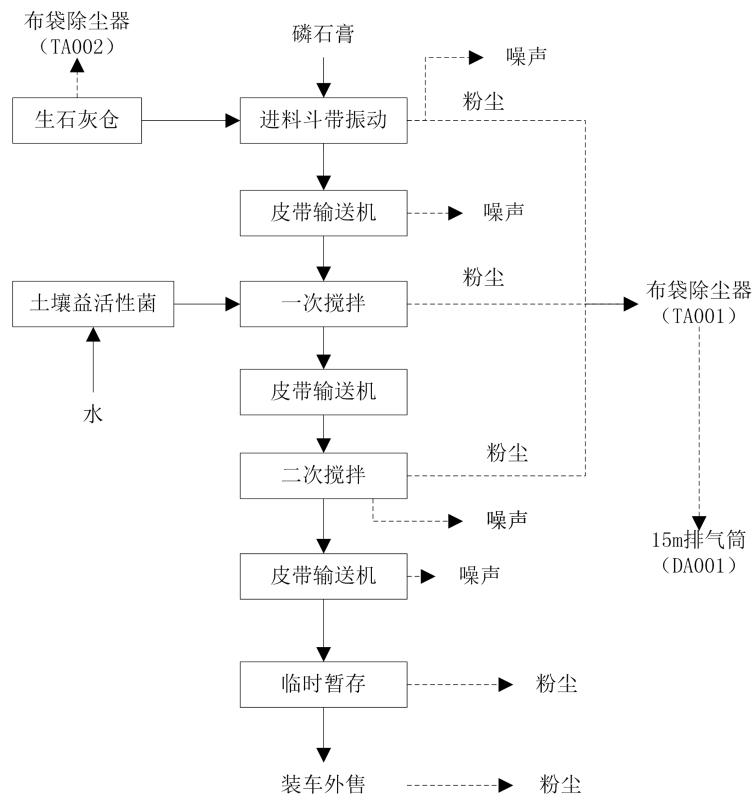 布袋除尘器
（TA002）
磷石膏
噪声
粉尘
生石灰仓
进料斗带振动
皮带输送机
噪声
粉尘
土壤益活性菌
一次搅拌
布袋除尘器
（TA001）
皮带输送机
水
粉尘
二次搅拌
噪声
15m排气筒
（DA001）
皮带输送机
噪声
临时暂存
粉尘
装车外售
粉尘